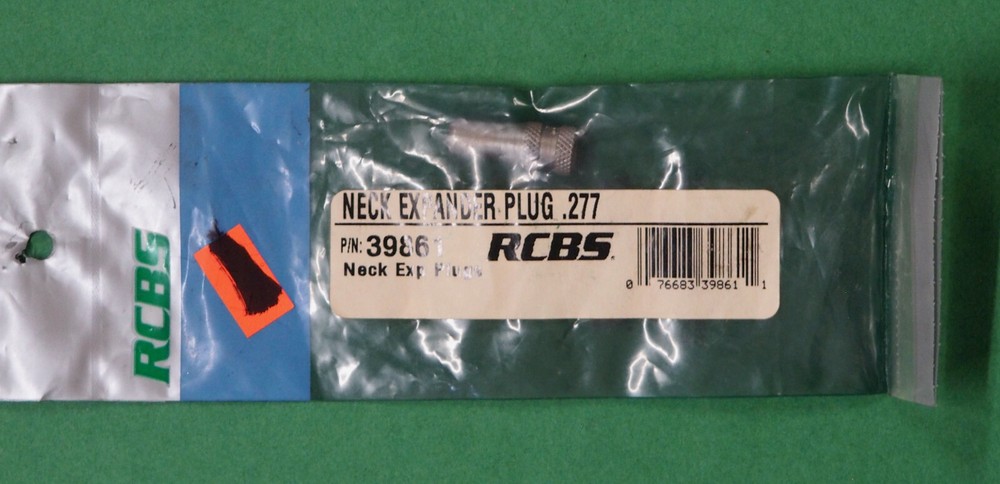 RCBS
NECK EXPANDER PLUG .277
P/N: 39861 RCBS.
Neck Exp Plugs
0 76683 39861 1